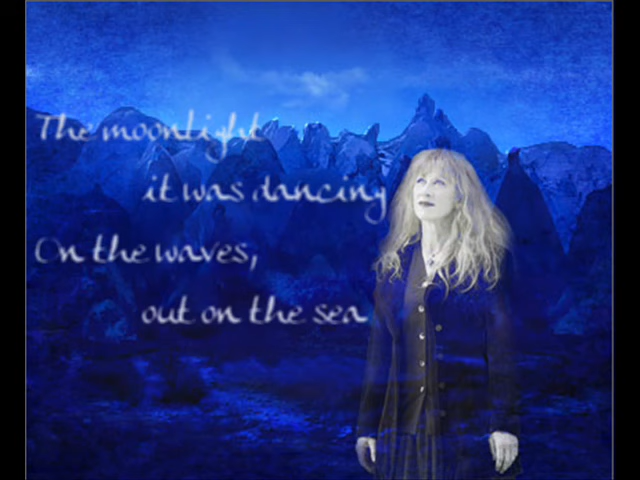 The moonlight
it was dancing
On the waves,
out on the sea